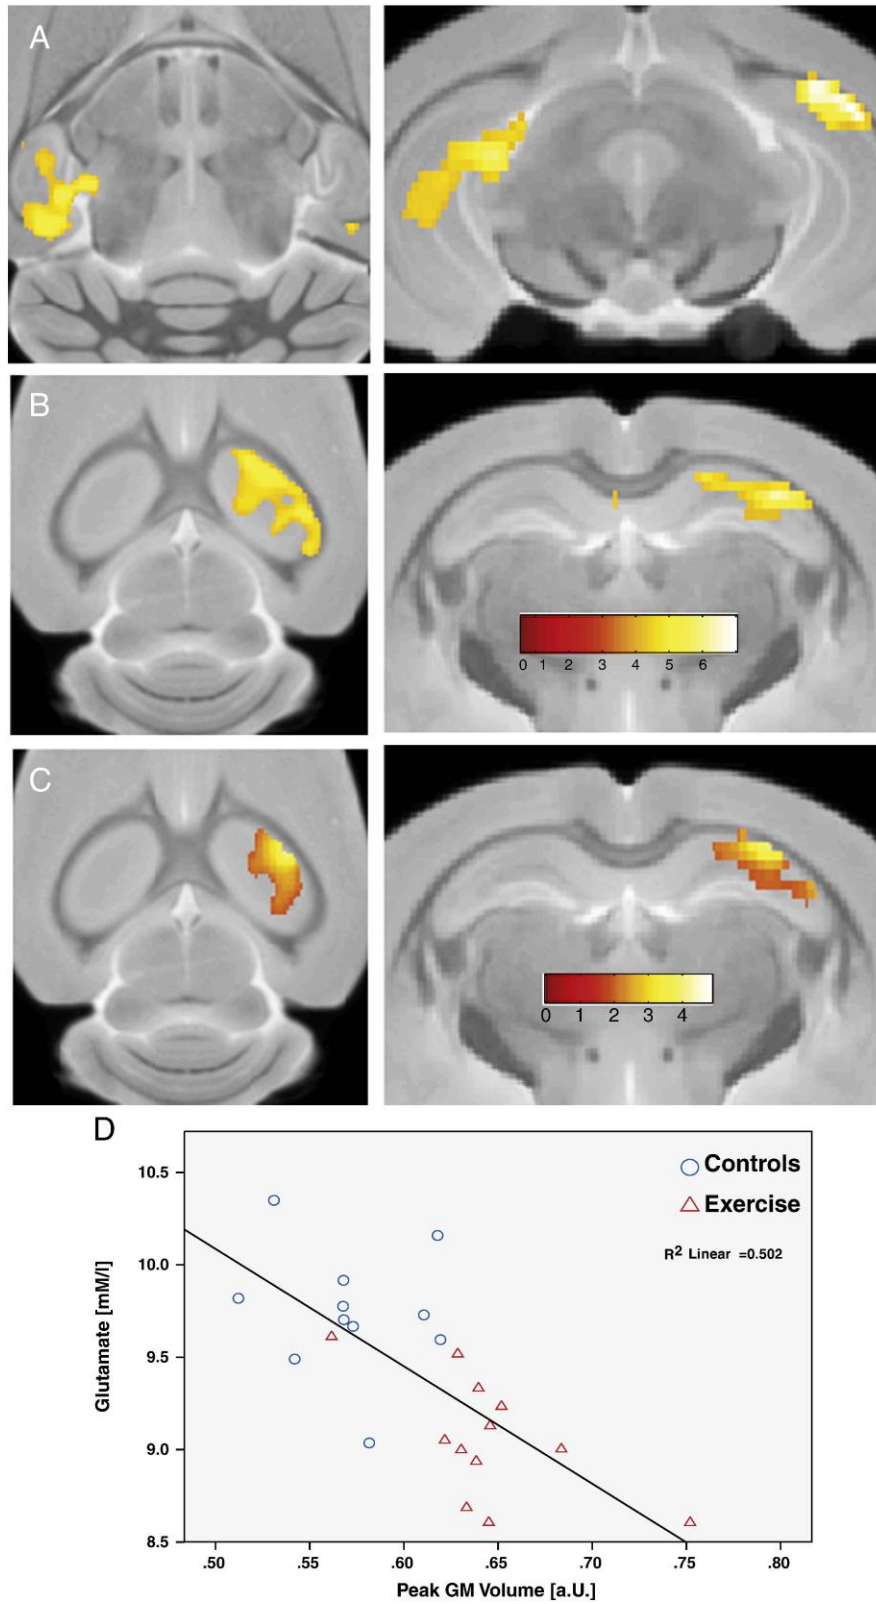 A
B
0 1 2 3 4 5 6
C
0 1 2 3 4
D
Controls
Exercise
R² Linear =0.502
Glutamate [mM/l]
10.5
10.0
9.5
9.0
8.5
.50 .55 .60 .65 .70 .75 .80
Peak GM Volume [a.U.]